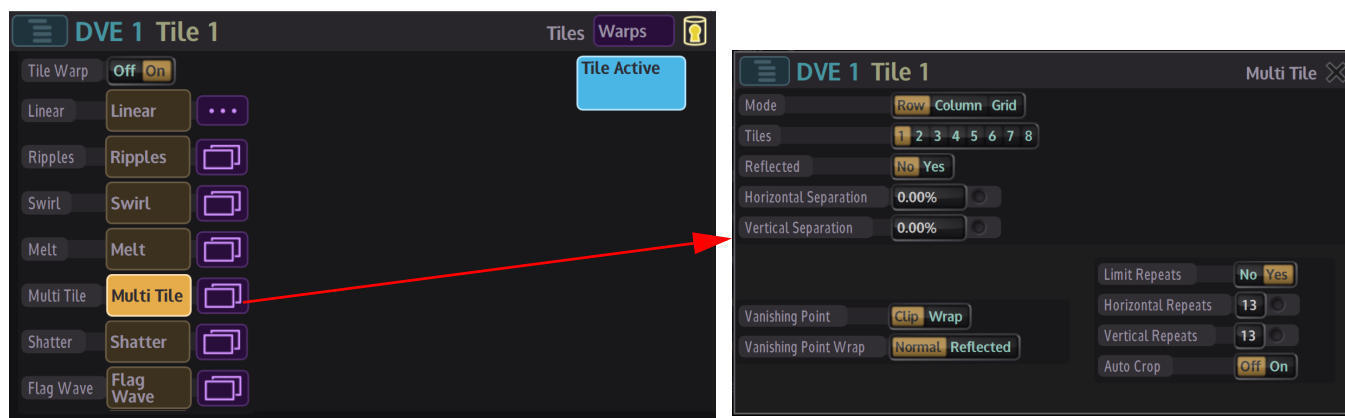 DVE 1 Tile 1 Tiles Warps
Tile Warp Off On Tile Active
Linear Linear
Ripples Ripples
Swirl Swirl
Melt Melt
Multi Tile Multi Tile
Shatter Shatter
Flag Wave Flag
Wave
DVE 1 Tile 1 Multi Tile
Mode Row Column Grid
Tiles 1 2 3 4 5 6 7 8
Reflected No Yes
Horizontal Separation 0.00%
Vertical Separation 0.00%
Limit Repeats No Yes
Horizontal Repeats 13
Vanishing Point Clip Wrap
Vertical Repeats 13
Vanishing Point Wrap Normal Reflected
Auto Crop Off On